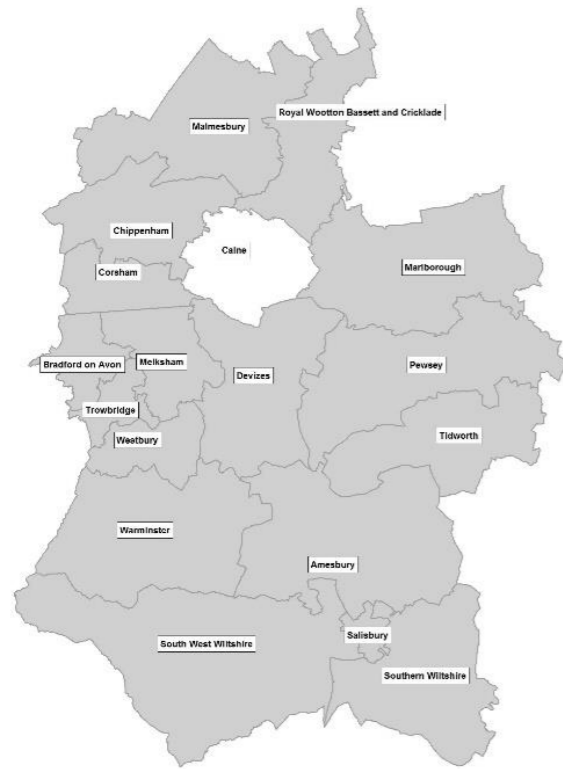 Royal Wootton Bassett and Cricklade
Malmesbury
Chippenham
Calne
Corsham
Marlborough
Bradford on Avon
Melksham
Pewsey
Devizes
Trowbridge
Westbury
Tidworth
Warminster
Amesbury
Salisbury
South West Wiltshire
Southern Wiltshire